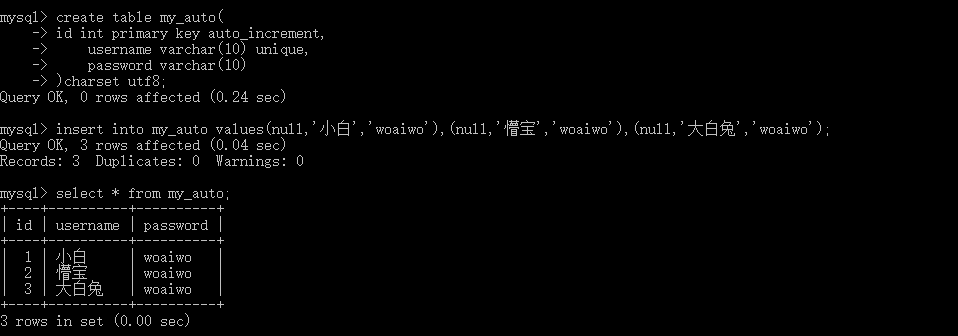 mysql> create table my_auto(
    -> id int primary key auto_increment,
    ->     username varchar(10) unique,
    ->     password varchar(10)
    -> )charset utf8;
Query OK, 0 rows affected (0.24 sec)
mysql> insert into my_auto values(null,'小白','woaiwo'),(null,'懵宝','woaiwo'),(null,'大白兔','woaiwo');
Query OK, 3 rows affected (0.04 sec)
Records: 3  Duplicates: 0  Warnings: 0
mysql> select * from my_auto;
+----+----------+----------+
| id | username | password |
+----+----------+----------+
|  1 | 小白     | woaiwo   |
|  2 | 懵宝     | woaiwo   |
|  3 | 大白兔   | woaiwo   |
+----+----------+----------+
3 rows in set (0.00 sec)